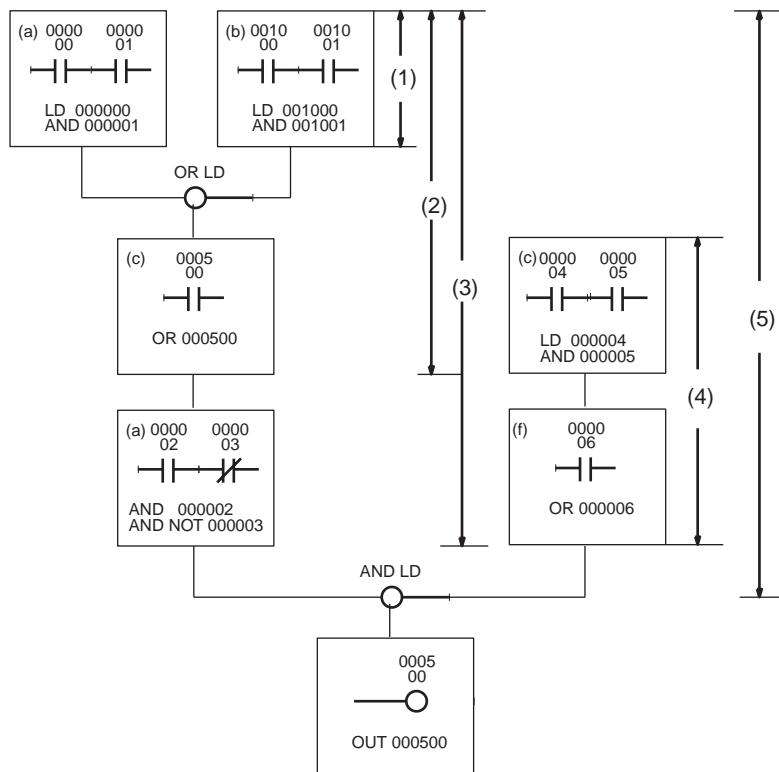 (a) 0000 0000
00 01
LD 000000
AND 000001
(b) 0010 0010
00 01
LD 001000
AND 001001
(1)
OR LD
(2)
(3)
(c) 0005
00
OR 000500
(c) 0000 0000
04 05
LD 000004
AND 000005
(4)
(5)
(a) 0000 0000
02 03
AND 000002
AND NOT 000003
(f) 0000
06
OR 000006
AND LD
0005
00
OUT 000500